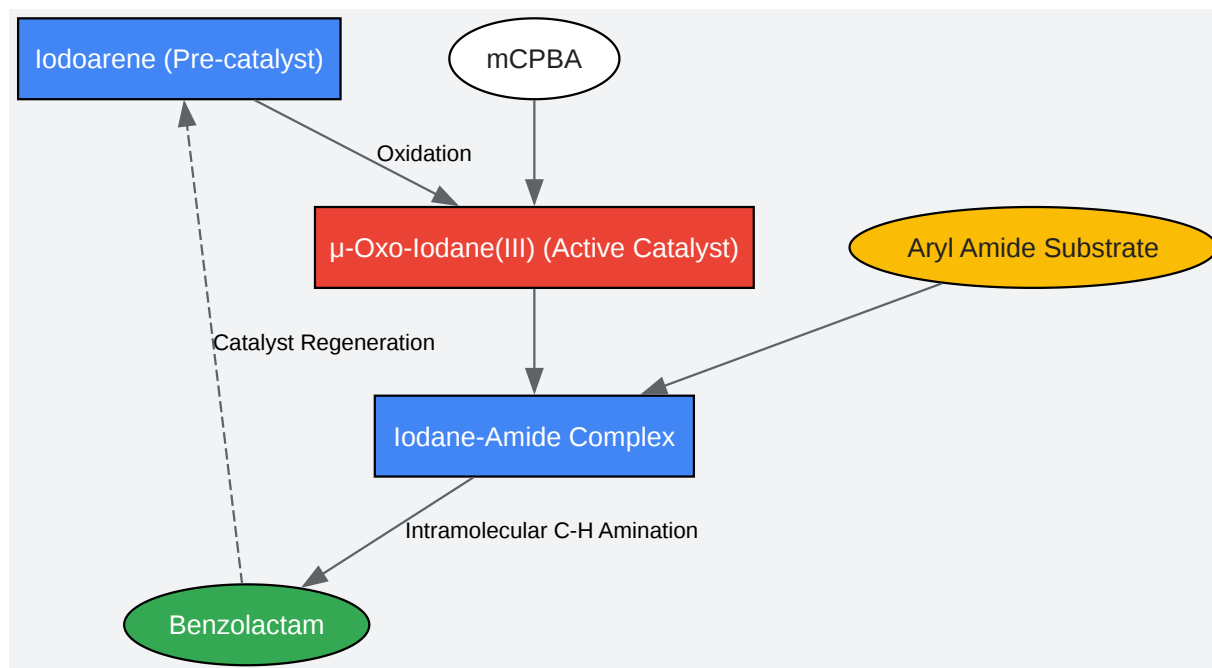 Iodoarene (Pre-catalyst)
mCPBA
Oxidation
μ-Oxo-Iodane(III) (Active Catalyst)
Aryl Amide Substrate
Catalyst Regeneration
Iodane-Amide Complex
Intramolecular C-H Amination
Benzolactam